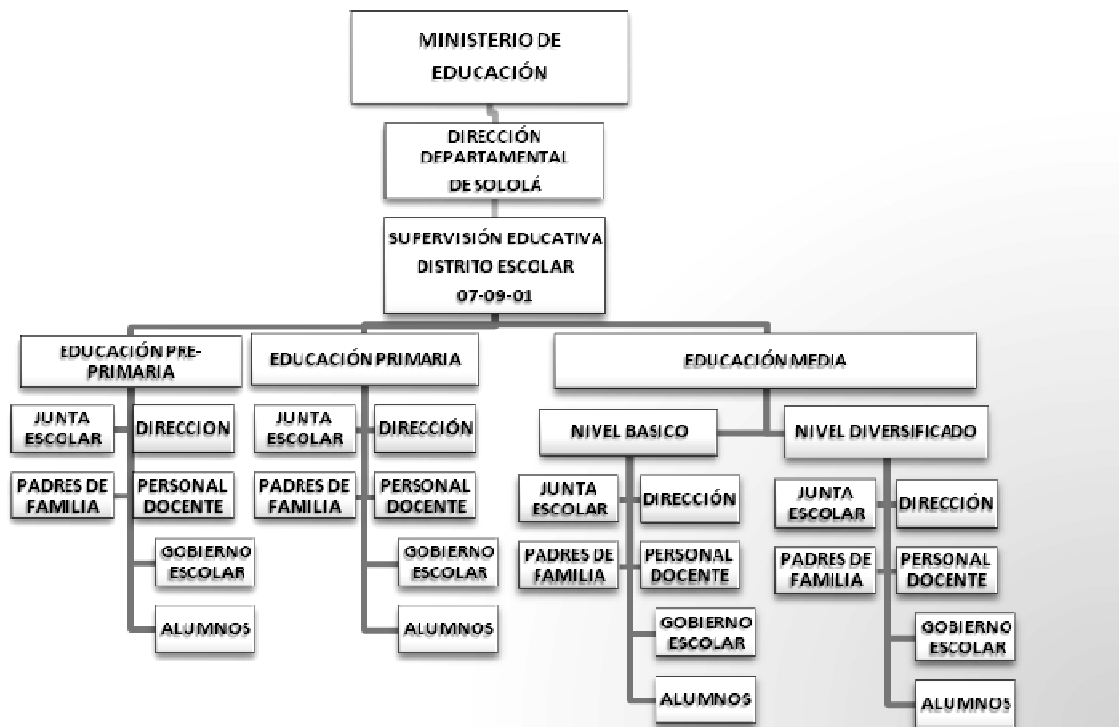 MINISTERIO DE
EDUCACIÓN
DIRECCIÓN
DEPARTAMENTAL
DE SOLOLÁ
SUPERVISIÓN EDUCATIVA
DISTRITO ESCOLAR
07-09-01
EDUCACIÓN PRE-
PRIMARIA
JUNTA
ESCOLAR
DIRECCION
PADRES DE
FAMILIA
PERSONAL
DOCENTE
GOBIERNO
ESCOLAR
ALUMNOS
EDUCACIÓN PRIMARIA
JUNTA
ESCOLAR
DIRECCIÓN
PADRES DE
FAMILIA
PERSONAL
DOCENTE
GOBIERNO
ESCOLAR
ALUMNOS
EDUCACIÓN MEDIA
NIVEL BASICO
JUNTA
ESCOLAR
DIRECCIÓN
PADRES DE
FAMILIA
PERSONAL
DOCENTE
GOBIERNO
ESCOLAR
ALUMNOS
NIVEL DIVERSIFICADO
JUNTA
ESCOLAR
DIRECCIÓN
PADRES DE
FAMILIA
PERSONAL
DOCENTE
GOBIERNO
ESCOLAR
ALUMNOS